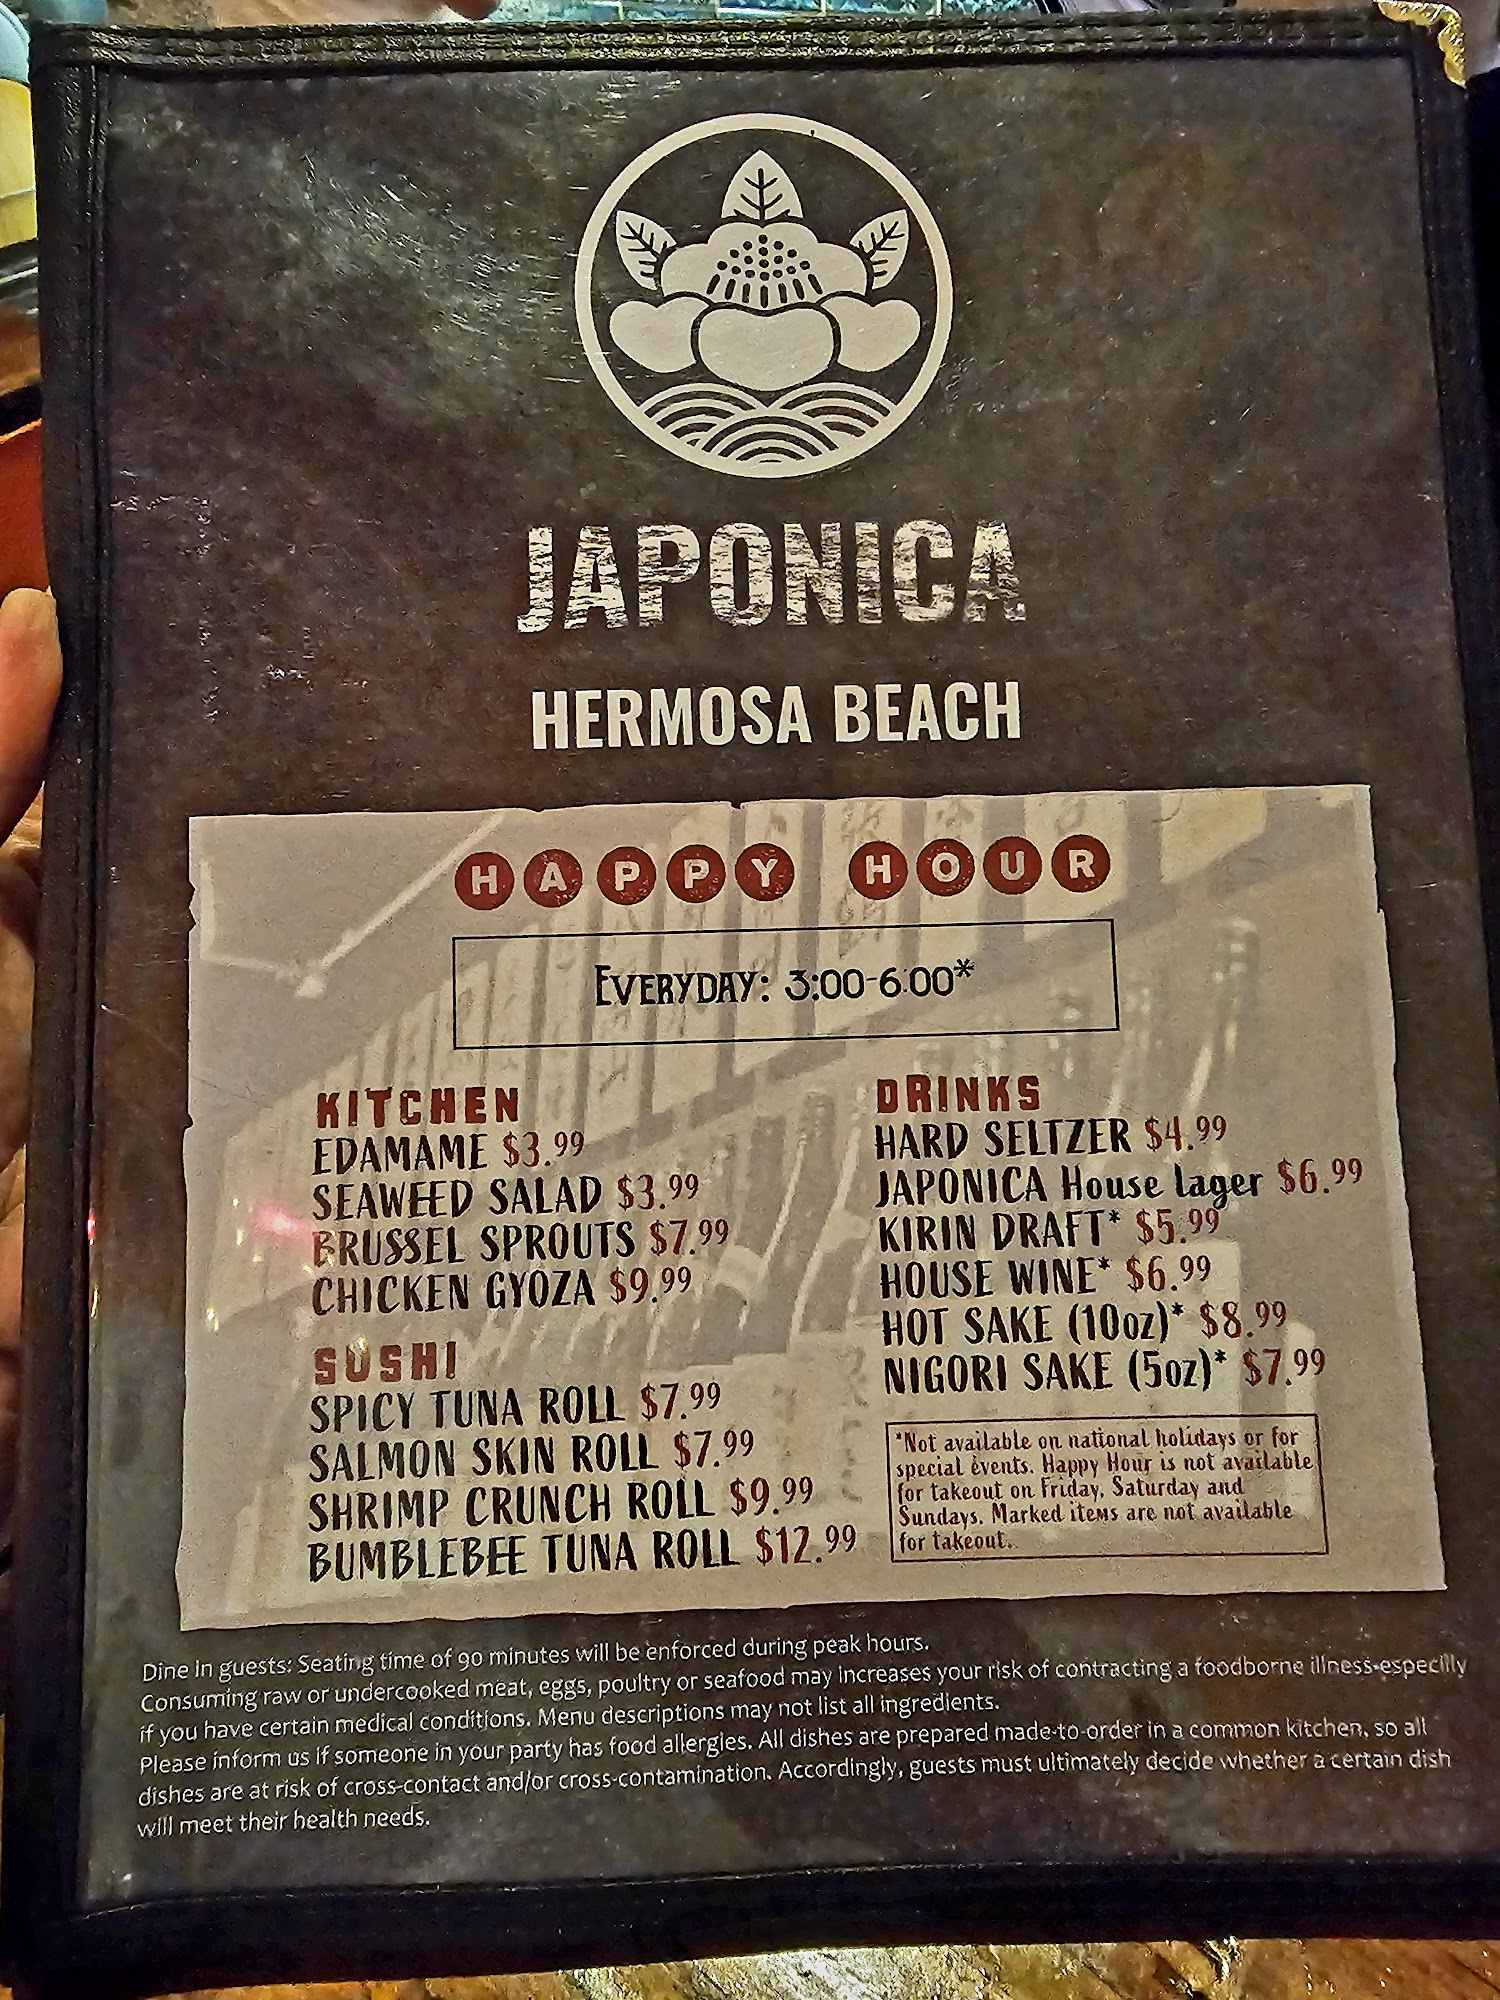 JAPONICA
HERMOSA BEACH
HAPPY HOUR
EVERYDAY: 3:00-6:00*
KITCHEN
EDAMAME $3.99
SEAWEED SALAD $3.99
BRUSSEL SPROUTS $7.99
CHICKEN GYOZA $9.99
SUSHI
SPICY TUNA ROLL $7.99
SALMON SKIN ROLL $7.99
SHRIMP CRUNCH ROLL $9.99
BUMBLEBEE TUNA ROLL $12.99
DRINKS
HARD SELTZER $4.99
JAPONICA House lager $6.99
KIRIN DRAFT* $5.99
HOUSE WINE* $6.99
HOT SAKE (10oz)* $8.99
NIGORI SAKE (5oz)* $7.99
*Not available on national holidays or for
special events. Happy Hour is not available
for takeout on Friday, Saturday and
Sundays. Marked items are not available
for takeout.
Dine In guests: Seating time of 90 minutes will be enforced during peak hours.
Consuming raw or undercooked meat, eggs, poultry or seafood may increases your risk of contracting a foodborne illness-especilly
if you have certain medical conditions. Menu descriptions may not list all ingredients.
Please inform us if someone in your party has food allergies. All dishes are prepared made-to-order in a common kitchen, so all
dishes are at risk of cross-contact and/or cross-contamination. Accordingly, guests must ultimately decide whether a certain dish
will meet their health needs.